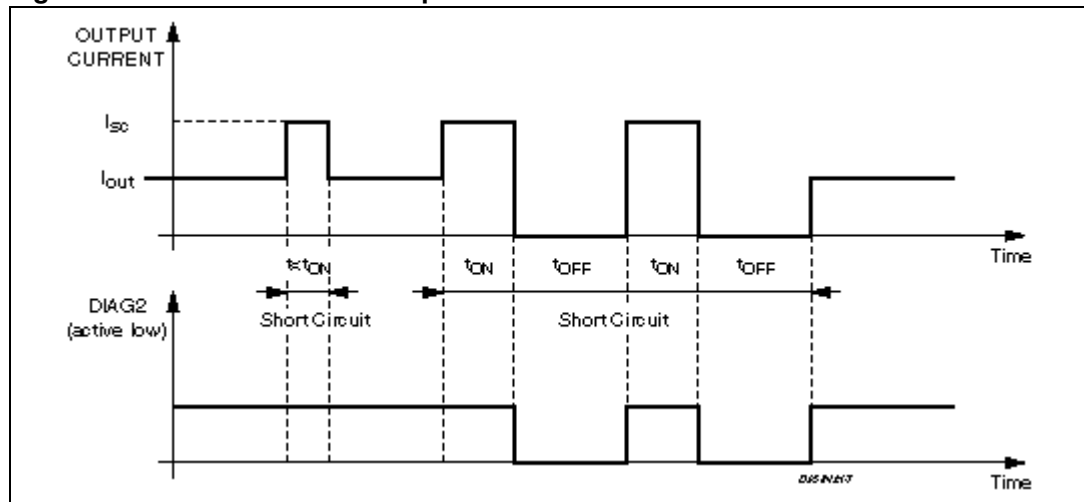 OUTPUT
CURRENT
Isc
Iout
Time
t<tON
tON
tOFF
tON
tOFF
DIAG2
(active low)
Short Circuit
Short Circuit
Time